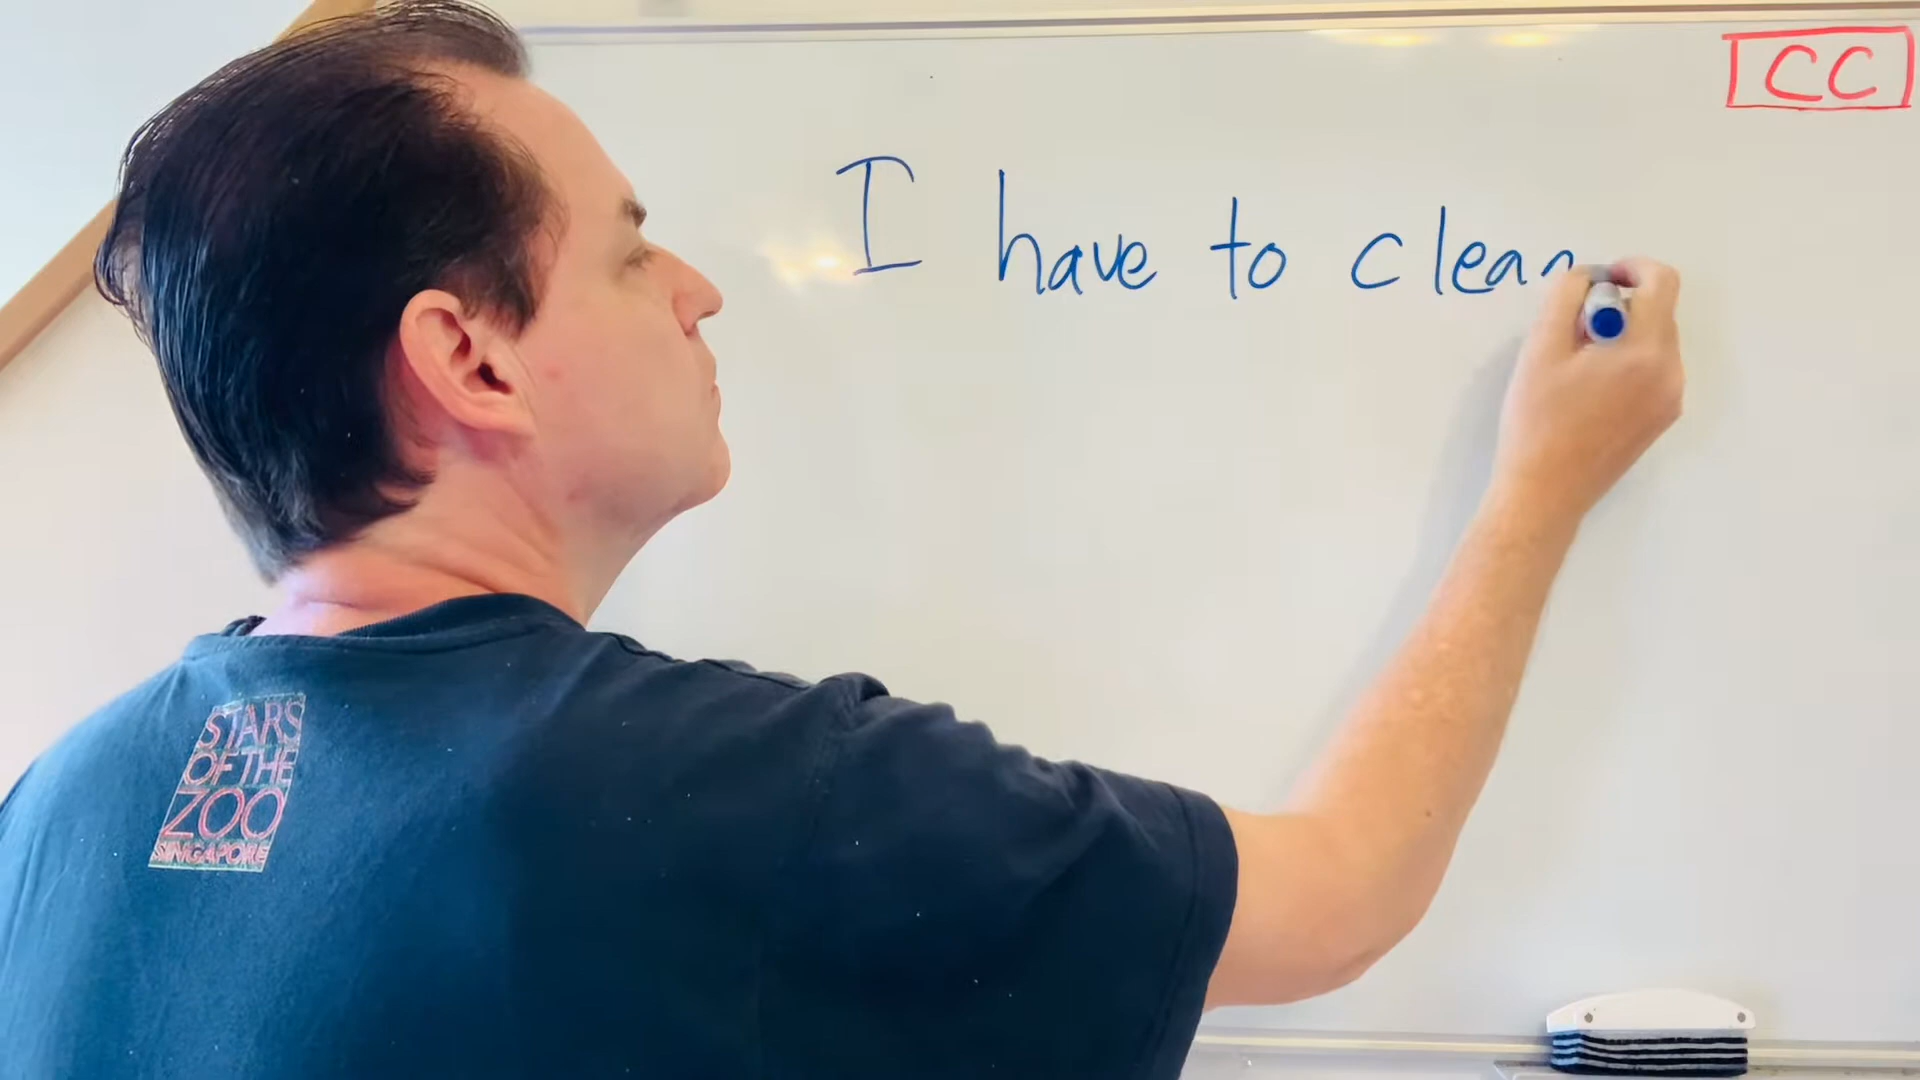 CC
I have to clean
STARS
OF THE
ZOO
SINGAPORE